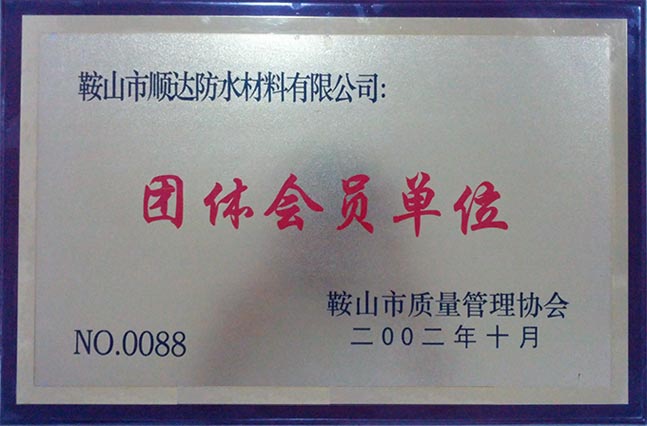 鞍山市顺达防水材料有限公司:
团体会员单位
鞍山市质量管理协会
NO.0088
二00二年十月